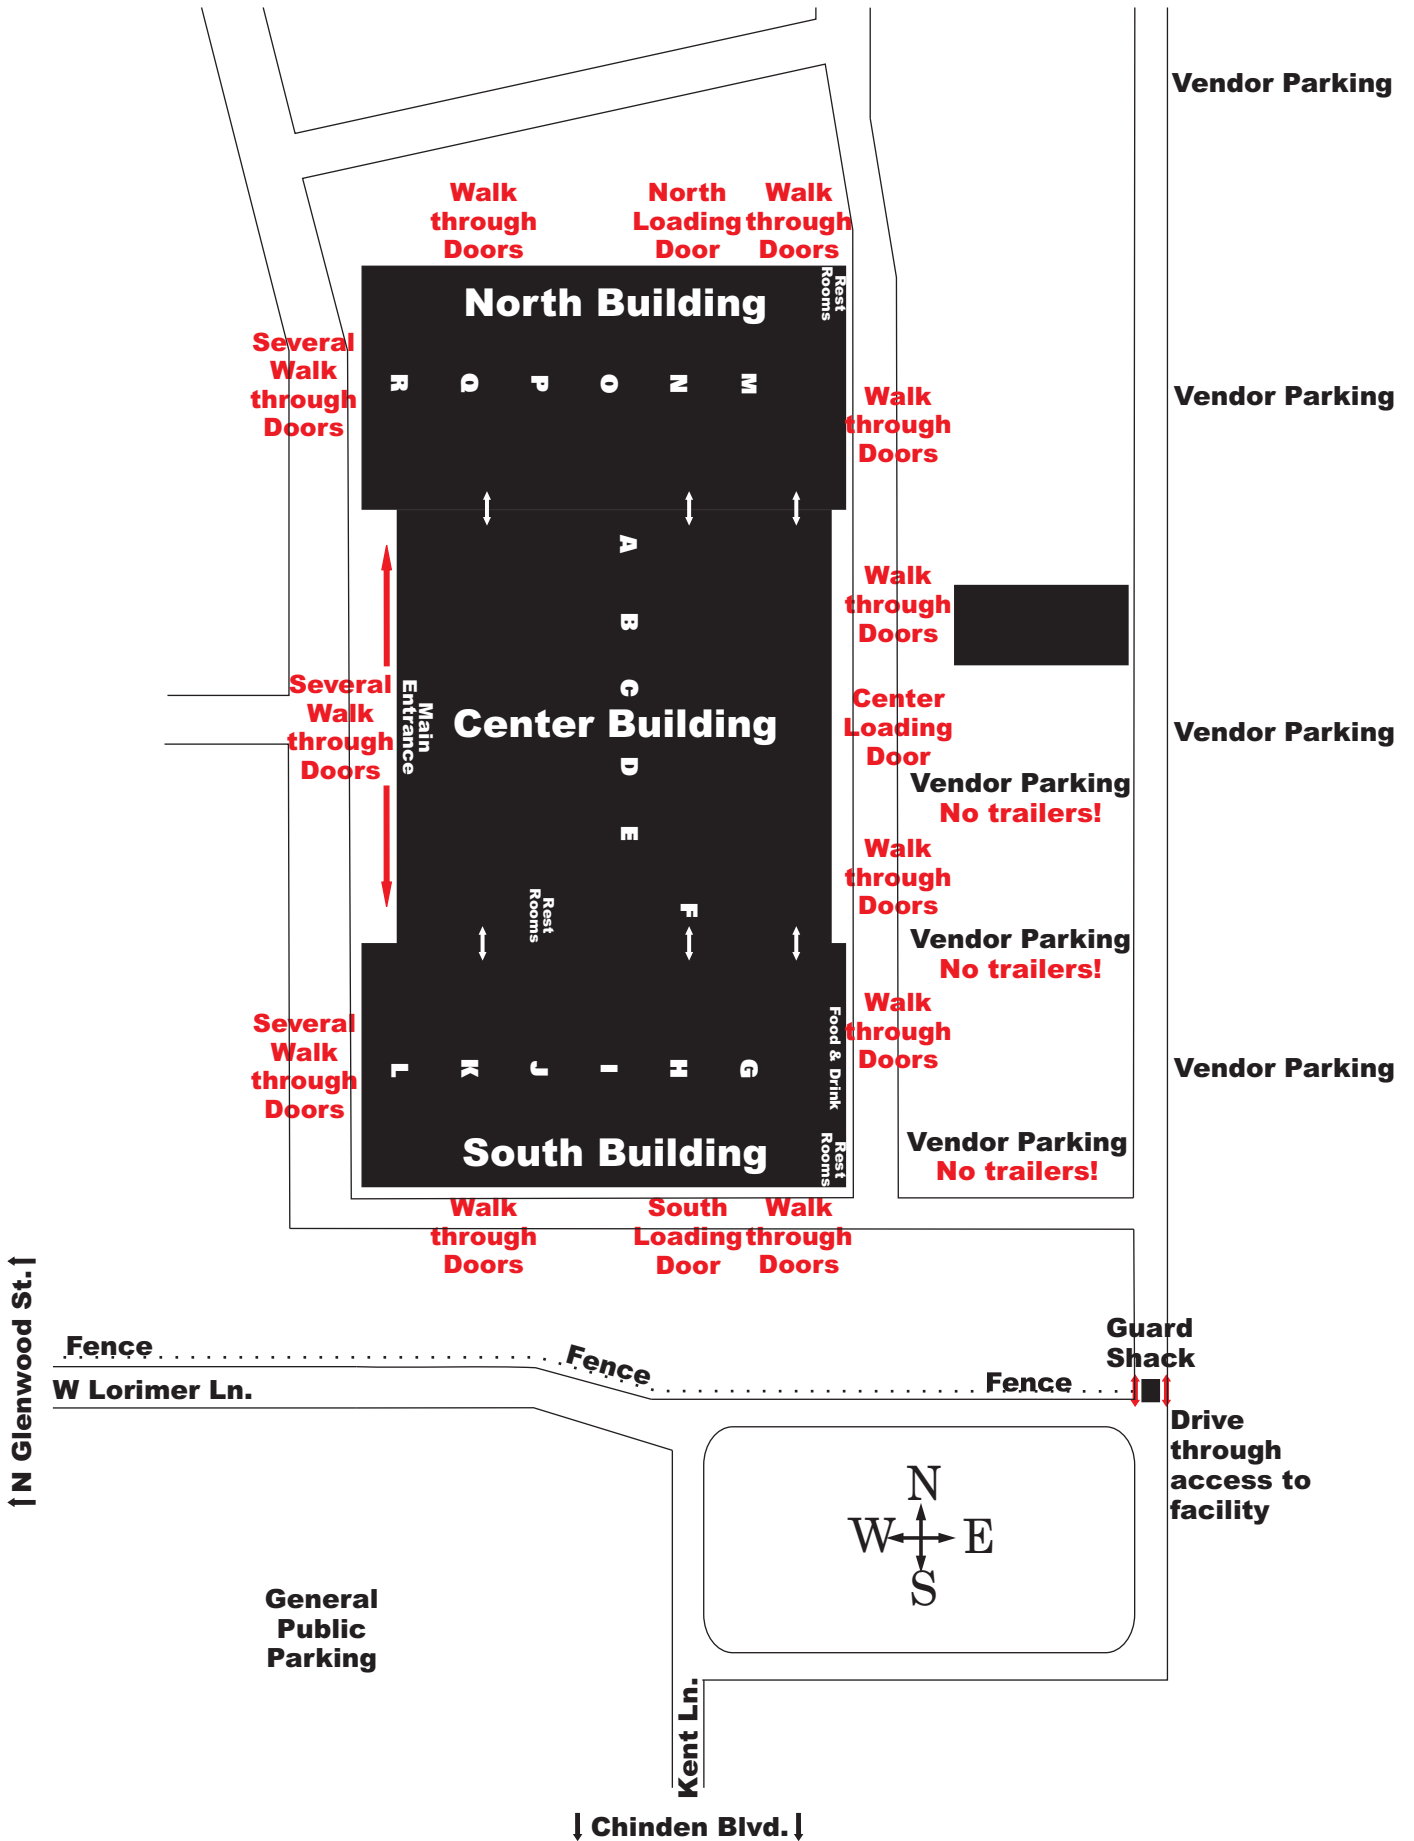 Vendor Parking
Walk
through
Doors
North
Loading
Door
Walk
through
Doors
North Building
Rest
Rooms
Several
Walk
through
Doors
R Q P O N M
Walk
through
Doors
Vendor Parking
A
B
C
D
E
F
Walk
through
Doors
Several
Walk
through
Doors
Main
Entrance
Center Building
Center
Loading
Door
Vendor Parking
Vendor Parking
No trailers!
Walk
through
Doors
Rest
Rooms
Vendor Parking
No trailers!
Several
Walk
through
Doors
L K J I H G
Food & Drink
Walk
through
Doors
Vendor Parking
South Building
Rest
Rooms
Vendor Parking
No trailers!
Walk
through
Doors
South
Loading
Door
Walk
through
Doors
N Glenwood St.
Fence
Fence
Fence
Guard
Shack
W Lorimer Ln.
Drive
through
access to
facility
N
W E
S
General
Public
Parking
Kent Ln.
Chinden Blvd.